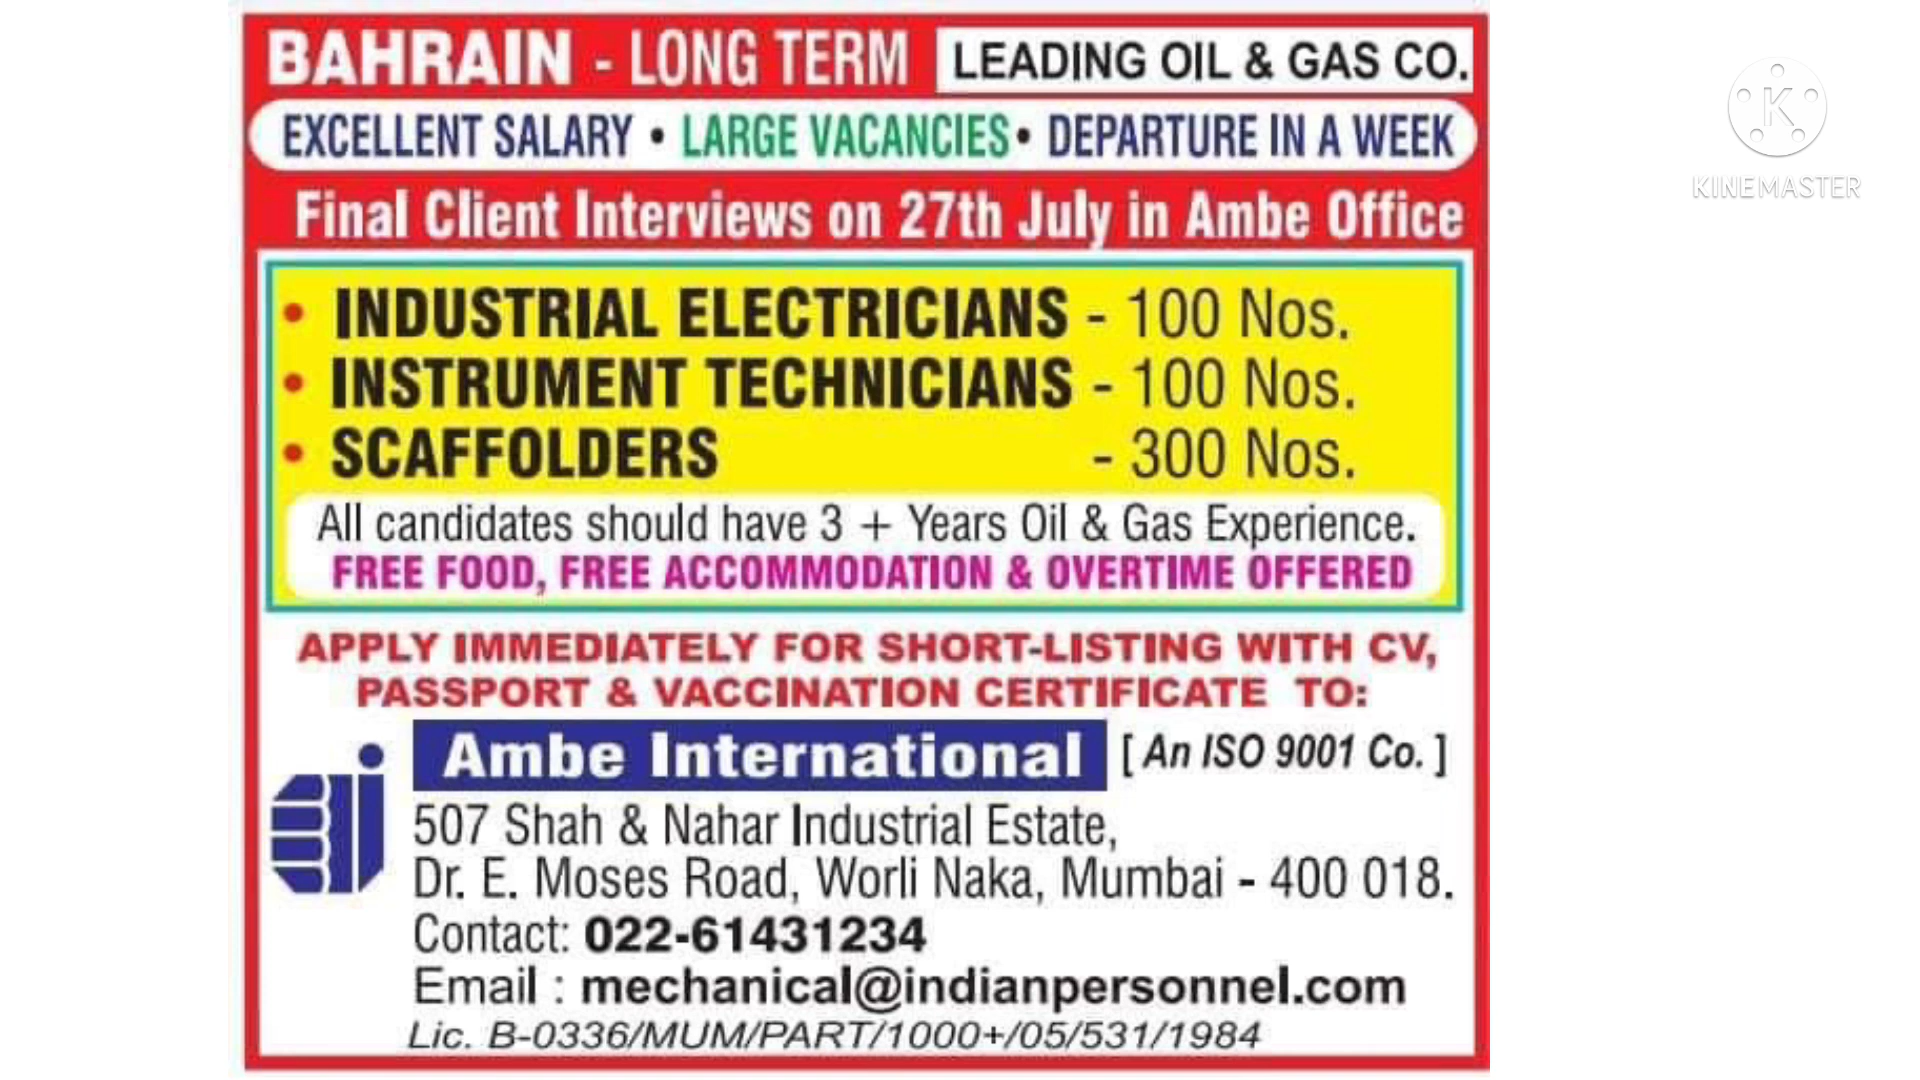 BAHRAIN - LONG TERM LEADING OIL & GAS CO.
EXCELLENT SALARY • LARGE VACANCIES • DEPARTURE IN A WEEK
Final Client Interviews on 27th July in Ambe Office
• INDUSTRIAL ELECTRICIANS - 100 Nos.
• INSTRUMENT TECHNICIANS - 100 Nos.
• SCAFFOLDERS - 300 Nos.
All candidates should have 3 + Years Oil & Gas Experience.
FREE FOOD, FREE ACCOMMODATION & OVERTIME OFFERED
APPLY IMMEDIATELY FOR SHORT-LISTING WITH CV,
PASSPORT & VACCINATION CERTIFICATE TO:
Ambe International [ An ISO 9001 Co. ]
507 Shah & Nahar Industrial Estate,
Dr. E. Moses Road, Worli Naka, Mumbai - 400 018.
Contact: 022-61431234
Email : mechanical@indianpersonnel.com
Lic. B-0336/MUM/PART/1000+/05/531/1984
K
KINEMASTER